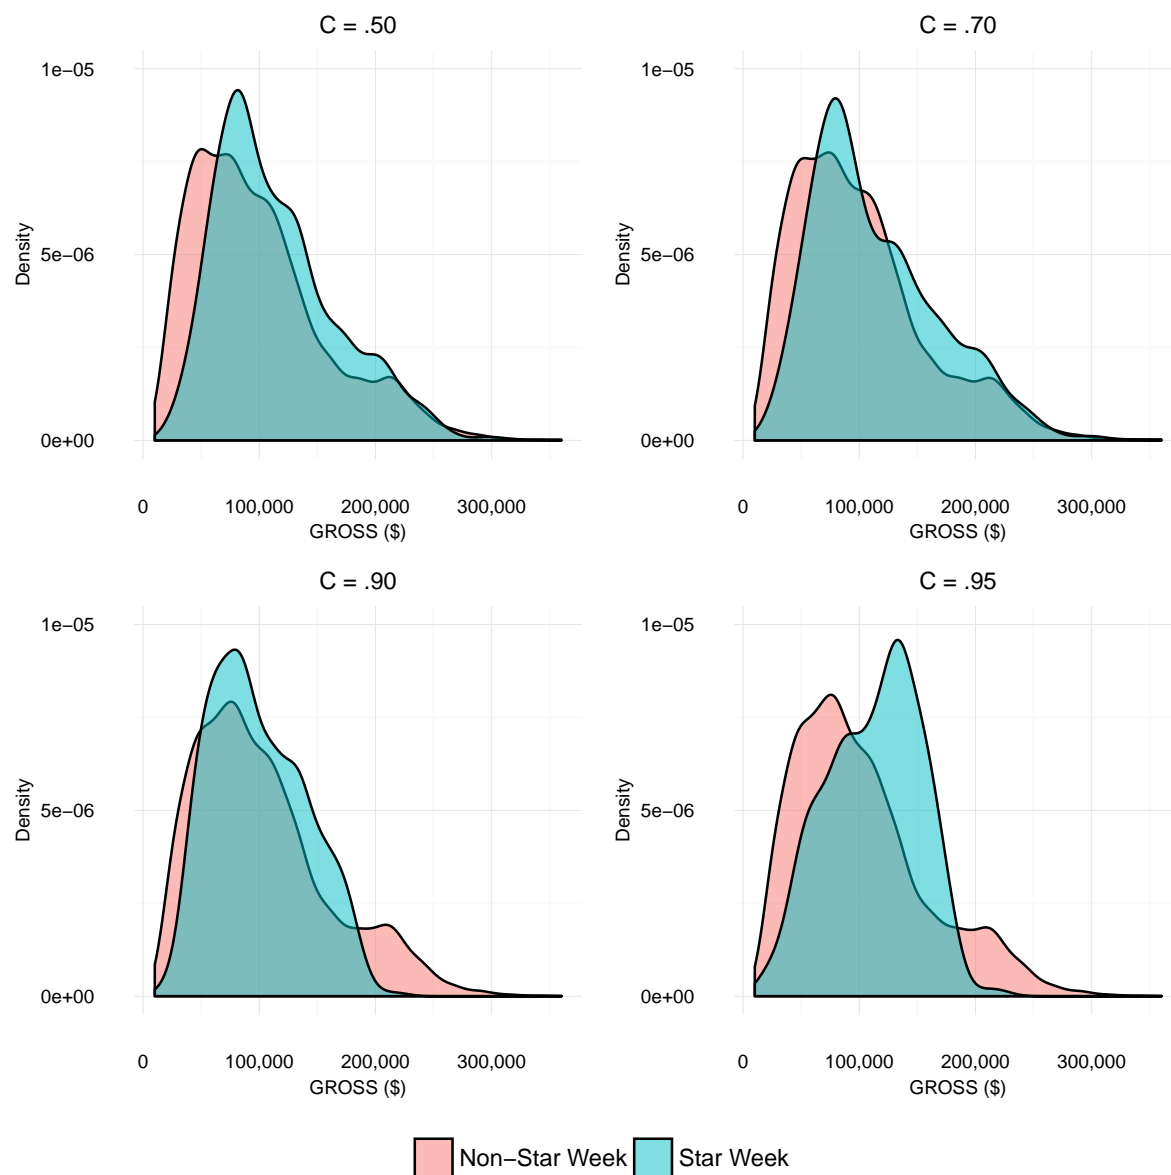 C = .50
C = .70
1e−05
1e−05
Density
5e−06
Density
5e−06
0e+00
0e+00
0 100,000 200,000 300,000
0 100,000 200,000 300,000
GROSS ($)
GROSS ($)
C = .90
C = .95
1e−05
1e−05
Density
5e−06
Density
5e−06
0e+00
0e+00
0 100,000 200,000 300,000
0 100,000 200,000 300,000
GROSS ($)
GROSS ($)
Non−Star Week Star Week